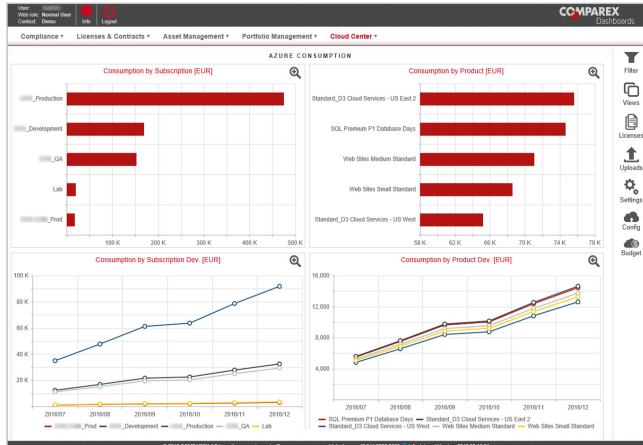 User:
Web role: Normal User
Context: Demo
Info
Logout
COMPAREX
Dashboards
Compliance
Licenses & Contracts
Asset Management
Portfolio Management
Cloud Center
AZURE CONSUMPTION
Consumption by Subscription [EUR]
_Production
_Development
_QA
Lab
_Prod
100 K
200 K
300 K
400 K
500 K
Consumption by Product [EUR]
Standard_D3 Cloud Services - US East 2
SQL Premium P1 Database Days
Web Sites Medium Standard
Web Sites Small Standard
Standard_D3 Cloud Services - US West
58 K
62 K
66 K
70 K
74 K
78 K
Filter
Views
Licenses
Uploads
Settings
Config
Budget
Consumption by Subscription Dev. [EUR]
100 K
80 K
60 K
40 K
20 K
2016/07
2016/08
2016/09
2016/10
2016/11
2016/12
_Prod
_Development
_Production
_QA
Lab
Consumption by Product Dev. [EUR]
16,000
12,000
8,000
4,000
2016/07
2016/08
2016/09
2016/10
2016/11
2016/12
SQL Premium P1 Database Days
Standard_D3 Cloud Services - US East 2
Standard_D3 Cloud Services - US West
Web Sites Medium Standard
Web Sites Small Standard